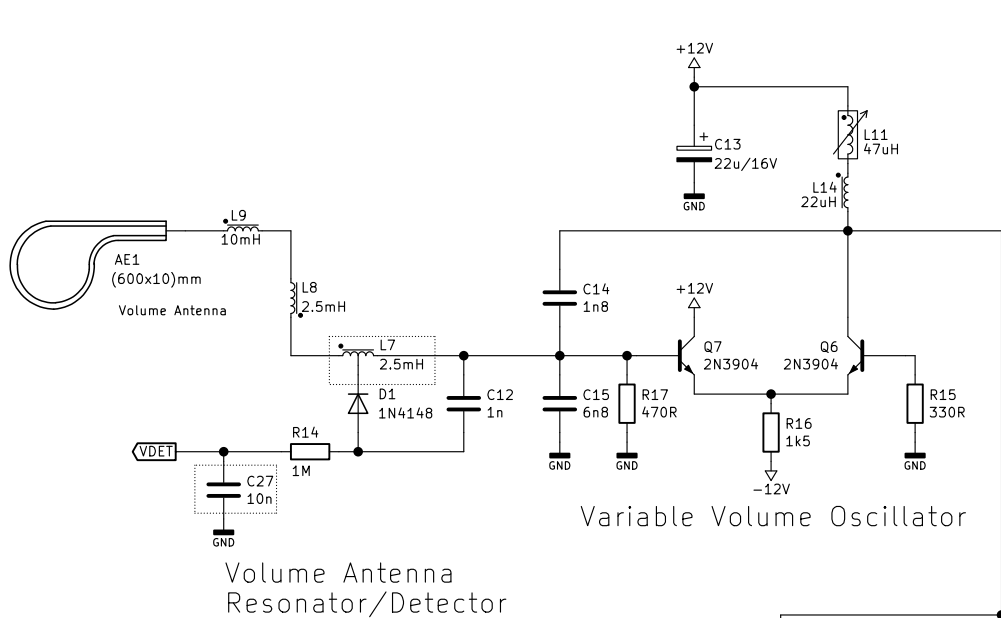 +12V
L11
47uH
+
C13
22u/16V
GND
L14
22uH
L9
10mH
AE1
(600x10)mm
Volume Antenna
L8
2.5mH
C14
1n8
+12V
L7
2.5mH
Q7
2N3904
Q6
2N3904
D1
1N4148
C12
1n
C15
6n8
R17
470R
R15
330R
R16
1k5
VDET
R14
1M
GND
GND
GND
-12V
C27
10n
GND
Variable Volume Oscillator
Volume Antenna
Resonator/Detector